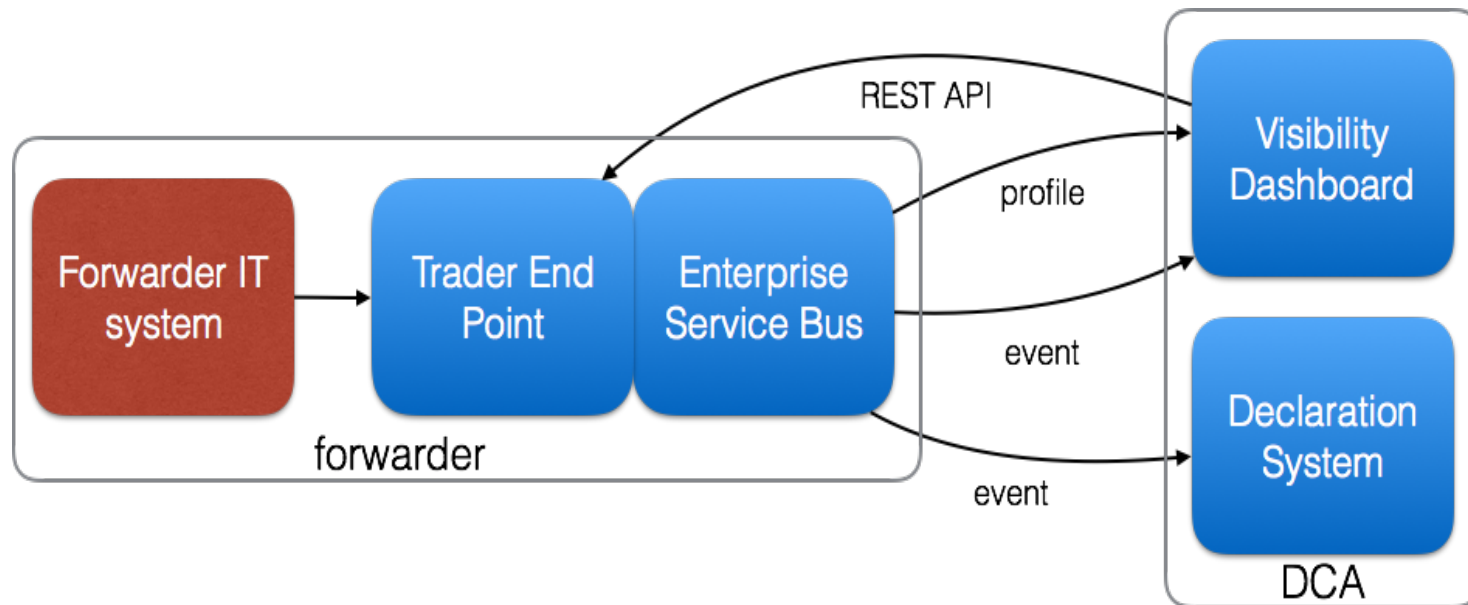 REST API
Visibility
Dashboard
profile
Forwarder IT
system
Trader End
Point
Enterprise
Service Bus
event
Declaration
System
forwarder
event
DCA